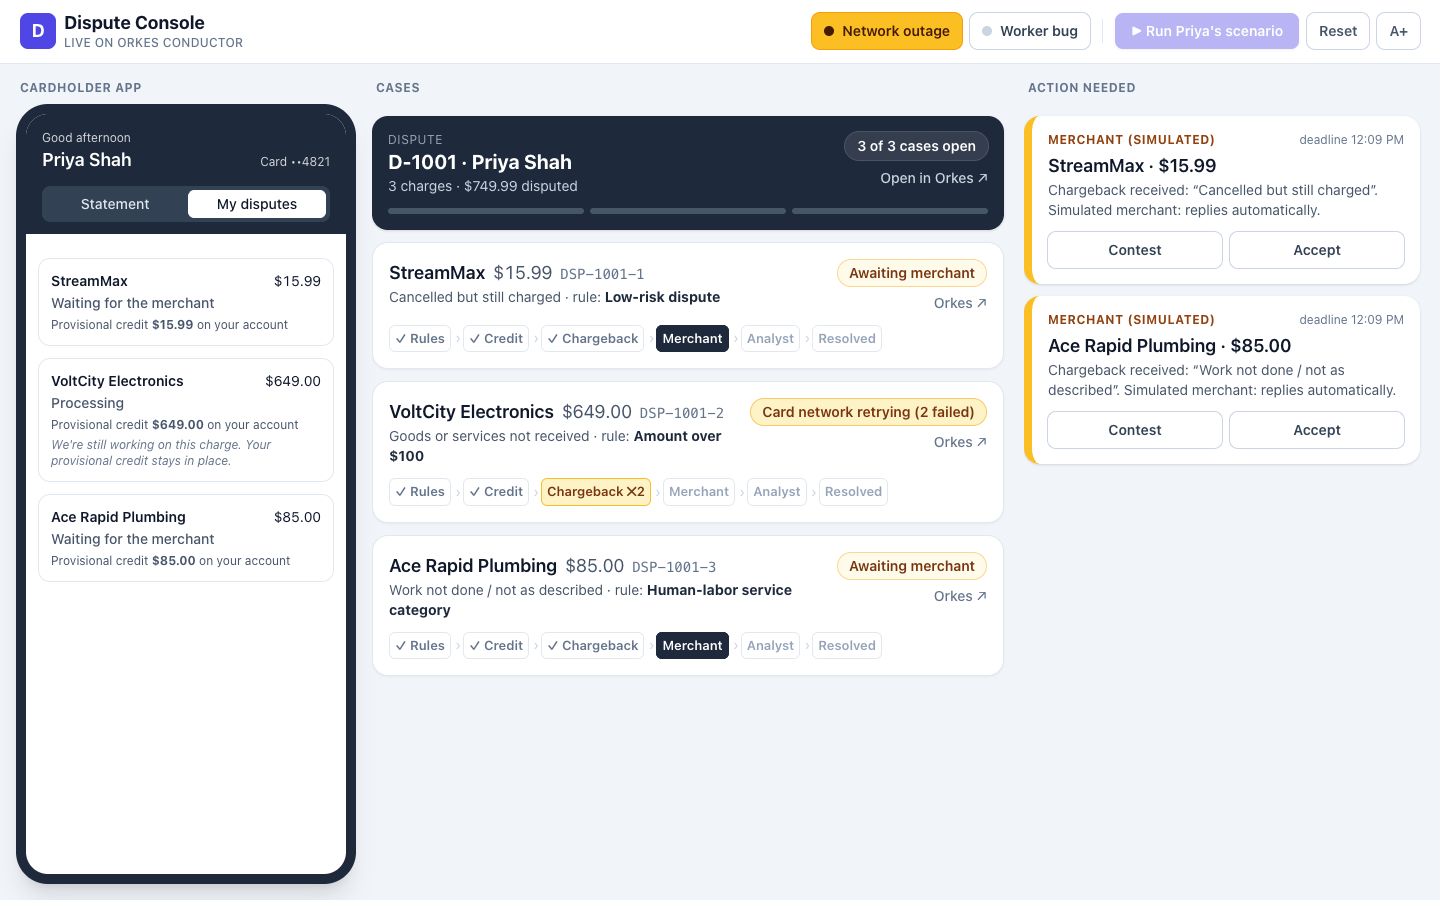 D
Dispute Console
LIVE ON ORKES CONDUCTOR
Network outage
Worker bug
▶ Run Priya's scenario
Reset
A+
CARDHOLDER APP
Good afternoon
Priya Shah
Card ··4821
Statement
My disputes
StreamMax $15.99
Waiting for the merchant
Provisional credit $15.99 on your account
VoltCity Electronics $649.00
Processing
Provisional credit $649.00 on your account
We're still working on this charge. Your
provisional credit stays in place.
Ace Rapid Plumbing $85.00
Waiting for the merchant
Provisional credit $85.00 on your account
CASES
DISPUTE
D-1001 · Priya Shah
3 charges · $749.99 disputed
3 of 3 cases open
Open in Orkes ↗
StreamMax $15.99 DSP-1001-1
Awaiting merchant
Cancelled but still charged · rule: Low-risk dispute
Orkes ↗
✓ Rules › ✓ Credit › ✓ Chargeback › Merchant › Analyst › Resolved
VoltCity Electronics $649.00 DSP-1001-2
Card network retrying (2 failed)
Goods or services not received · rule: Amount over
$100
Orkes ↗
✓ Rules › ✓ Credit › Chargeback ✕2 › Merchant › Analyst › Resolved
Ace Rapid Plumbing $85.00 DSP-1001-3
Awaiting merchant
Work not done / not as described · rule: Human-labor service
category
Orkes ↗
✓ Rules › ✓ Credit › ✓ Chargeback › Merchant › Analyst › Resolved
ACTION NEEDED
MERCHANT (SIMULATED) deadline 12:09 PM
StreamMax · $15.99
Chargeback received: “Cancelled but still charged”.
Simulated merchant: replies automatically.
Contest
Accept
MERCHANT (SIMULATED) deadline 12:09 PM
Ace Rapid Plumbing · $85.00
Chargeback received: “Work not done / not as
described”. Simulated merchant: replies automatically.
Contest
Accept